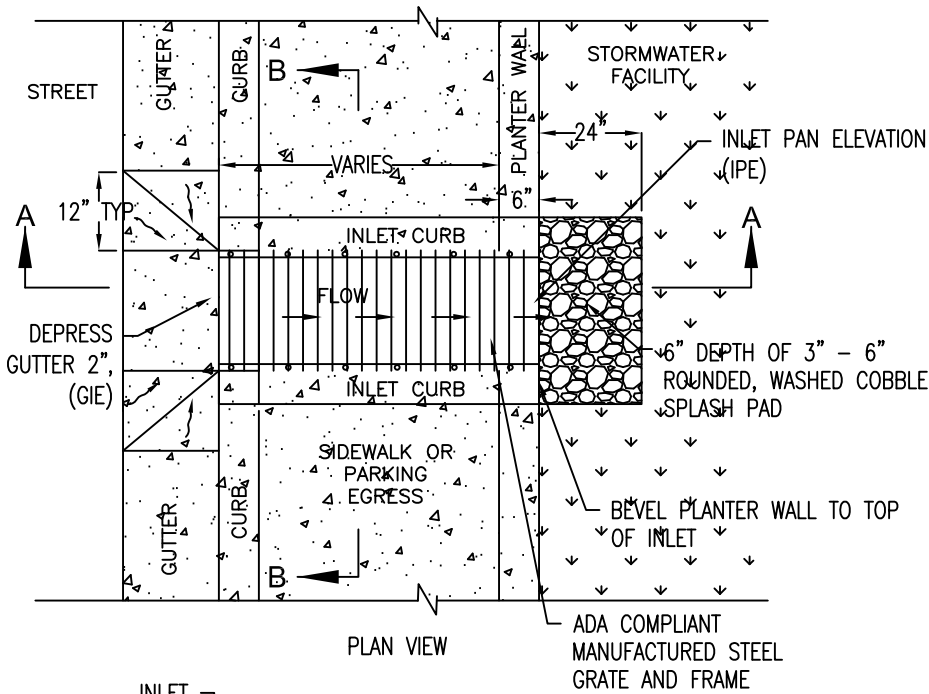 STREET
GUTTER
CURB
B
PLANTER WALL
STORMWATER
FACILITY
24"
INLET PAN ELEVATION
(IPE)
VARIES
6"
12" TYP
A
A
INLET CURB
FLOW
DEPRESS
GUTTER 2",
(GIE)
6" DEPTH OF 3" – 6"
ROUNDED, WASHED COBBLE
SPLASH PAD
INLET CURB
SIDEWALK OR
PARKING
EGRESS
GUTTER
CURB
B
BEVEL PLANTER WALL TO TOP
OF INLET
PLAN VIEW
ADA COMPLIANT
MANUFACTURED STEEL
GRATE AND FRAME
INLET –